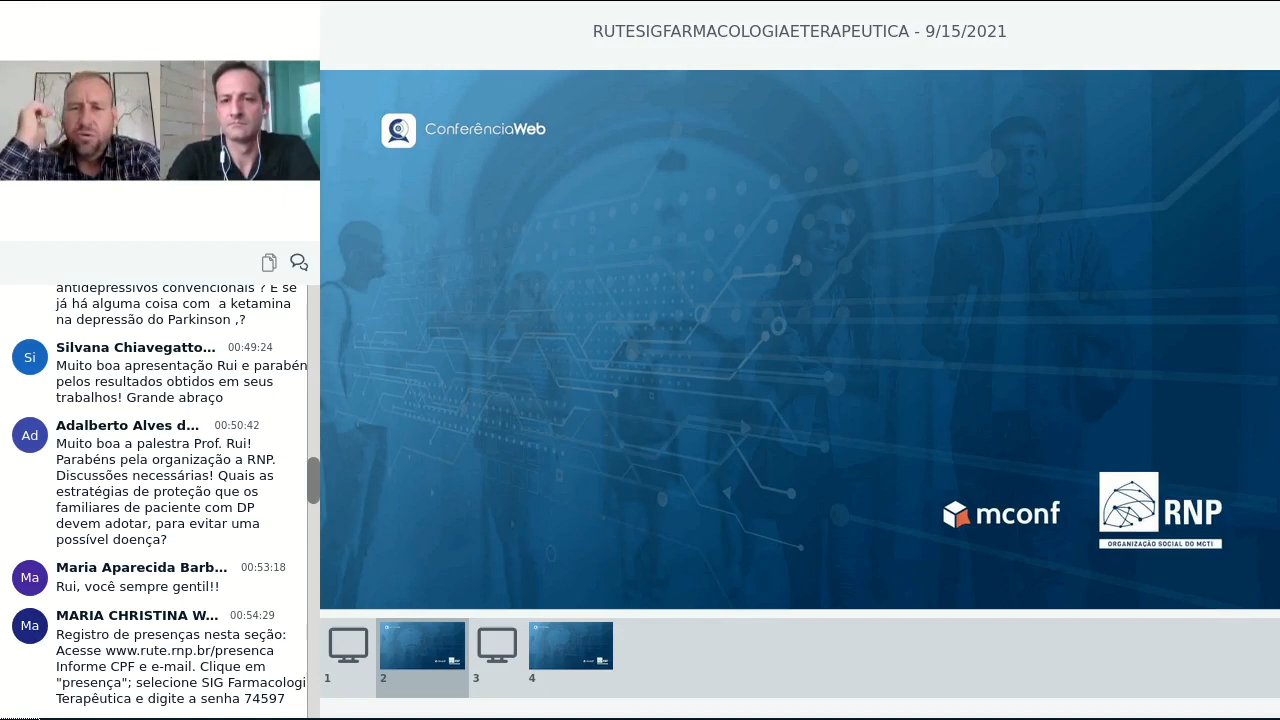 RUTESIGFARMACOLOGIAETERAPEUTICA - 9/15/2021
ConferênciaWeb
antidepressivos convencionais ? E se
já há alguma coisa com a ketamina
na depressão do Parkinson ,?
Si
Silvana Chiavegatto... 00:49:24
Muito boa apresentação Rui e parabén
pelos resultados obtidos em seus
trabalhos! Grande abraço
Ad
Adalberto Alves d... 00:50:42
Muito boa a palestra Prof. Rui!
Parabéns pela organização a RNP.
Discussões necessárias! Quais as
estratégias de proteção que os
familiares de paciente com DP
devem adotar, para evitar uma
possível doença?
Ma
Maria Aparecida Barb... 00:53:18
Rui, você sempre gentil!!
Ma
MARIA CHRISTINA W... 00:54:29
Registro de presenças nesta seção:
Acesse www.rute.rnp.br/presenca
Informe CPF e e-mail. Clique em
"presença"; selecione SIG Farmacologi
Terapêutica e digite a senha 74597
mconf
RNP
ORGANIZAÇÃO SOCIAL DO MCTI
1
2
3
4